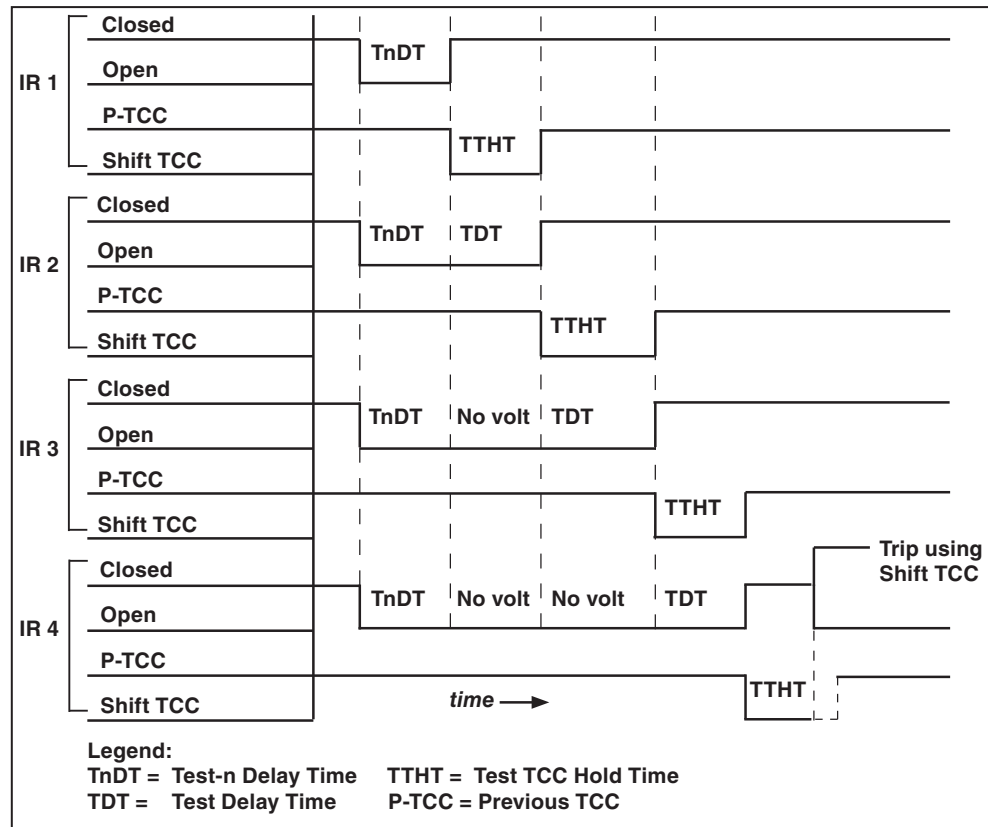 Closed
TnDT
Open
IR 1
P-TCC
TTHT
Shift TCC
Closed
TnDT TDT
Open
IR 2
P-TCC
TTHT
Shift TCC
Closed
TnDT No volt TDT
Open
IR 3
P-TCC
TTHT
Shift TCC
Trip using
Shift TCC
Closed
TnDT No volt No volt TDT
Open
IR 4
P-TCC
TTHT
Shift TCC
time
Legend:
TnDT = Test-n Delay Time TTHT = Test TCC Hold Time
TDT = Test Delay Time P-TCC = Previous TCC